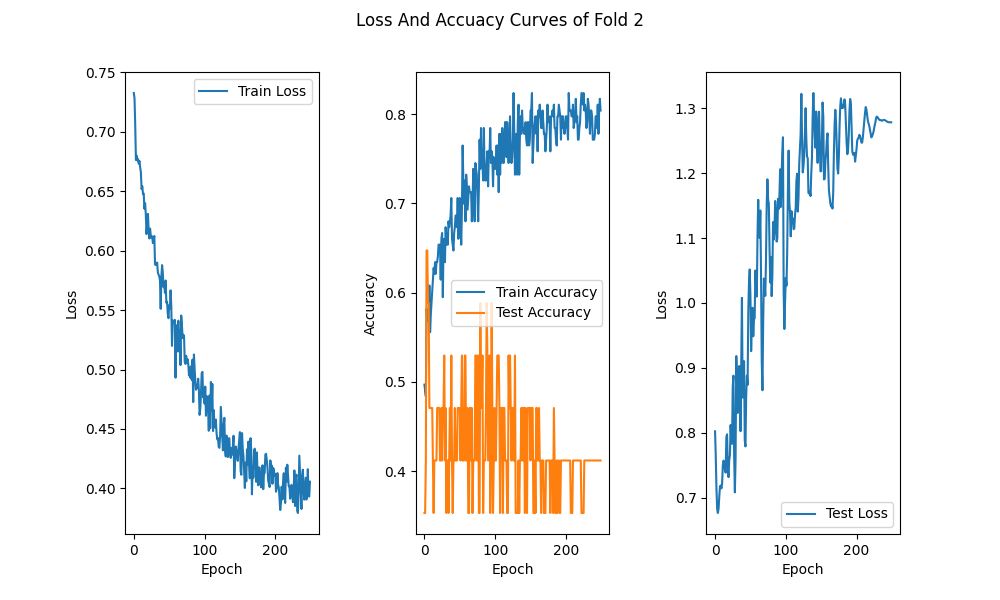 Loss And Accuacy Curves of Fold 2
Train Loss
0.75
0.70
0.65
0.60
0.55
0.50
0.45
0.40
Loss
0
100
200
Epoch
Train Accuracy
Test Accuracy
0.8
0.7
0.6
0.5
0.4
Accuracy
0
100
200
Epoch
1.3
1.2
1.1
1.0
0.9
0.8
0.7
Loss
Test Loss
0
100
200
Epoch